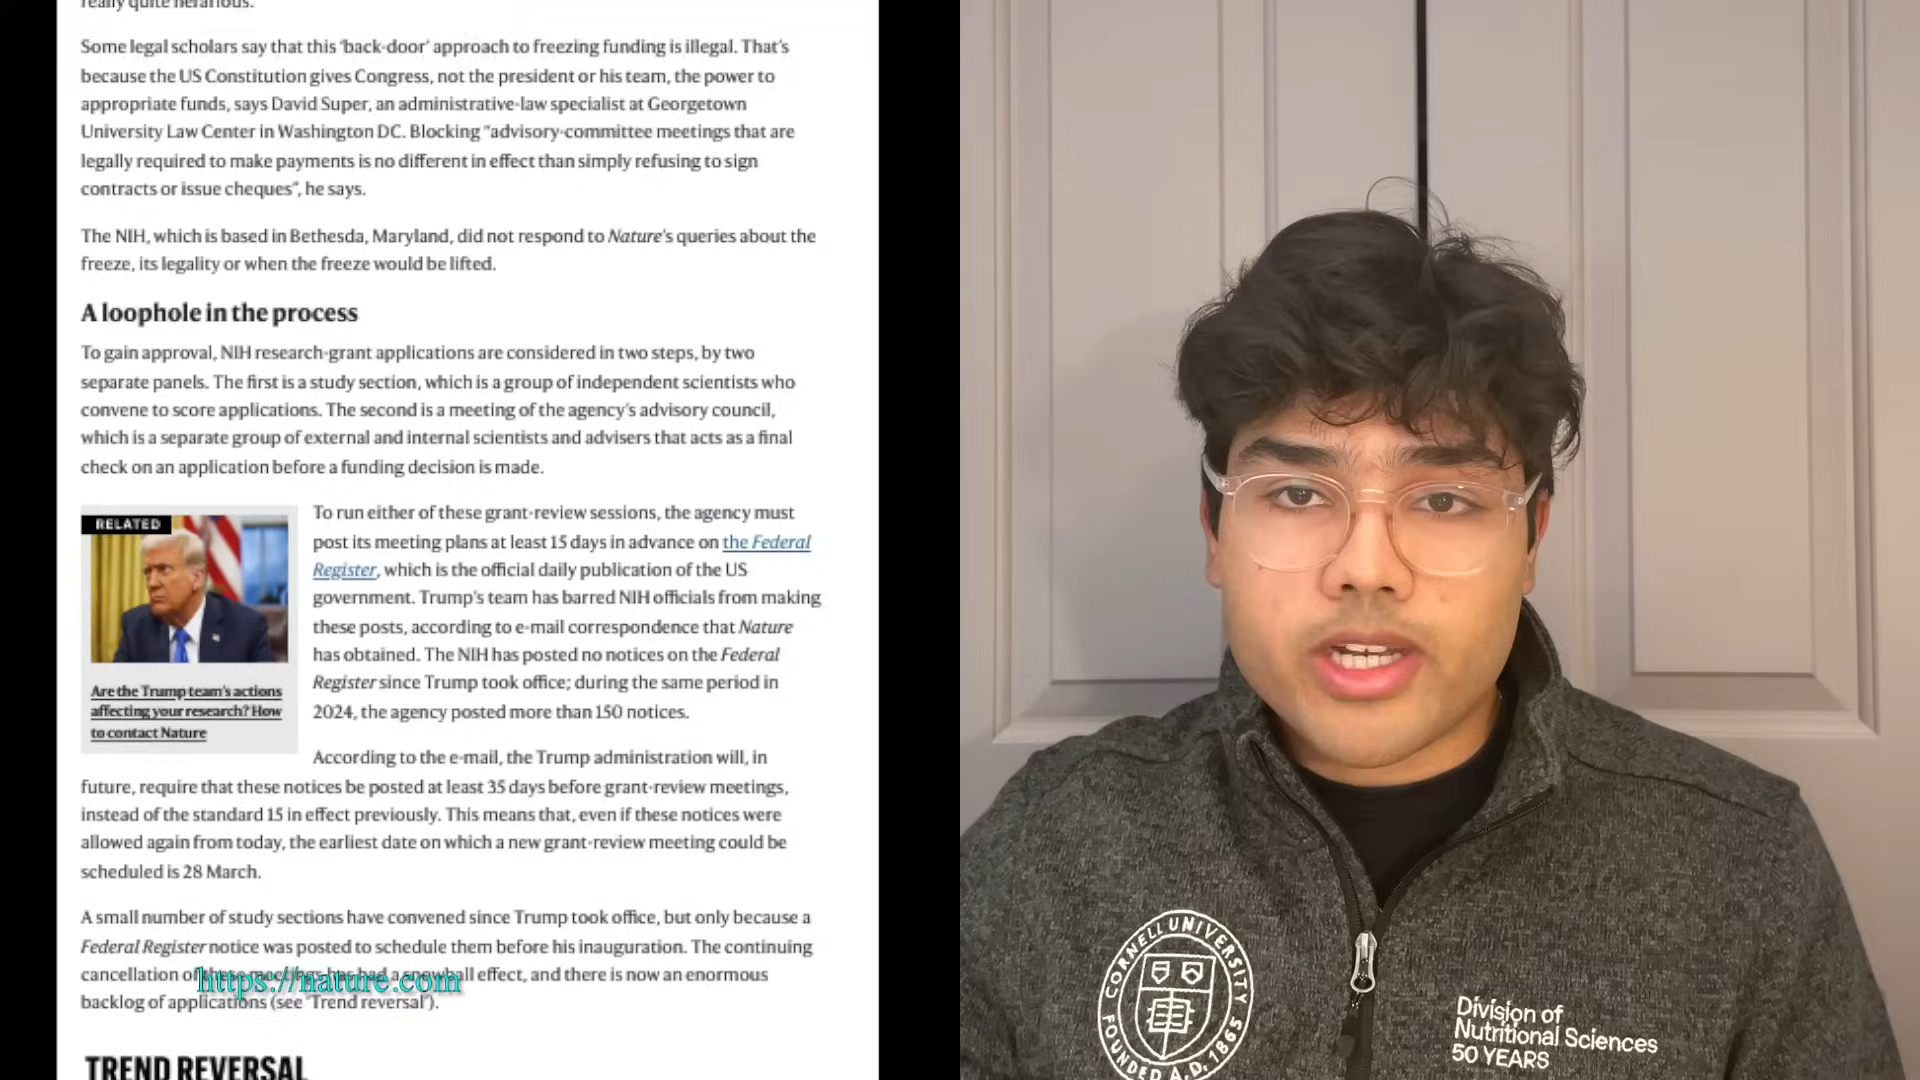 really quite nefarious.
Some legal scholars say that this ‘back-door’ approach to freezing funding is illegal. That’s
because the US Constitution gives Congress, not the president or his team, the power to
appropriate funds, says David Super, an administrative-law specialist at Georgetown
University Law Center in Washington DC. Blocking “advisory-committee meetings that are
legally required to make payments is no different in effect than simply refusing to sign
contracts or issue cheques”, he says.
The NIH, which is based in Bethesda, Maryland, did not respond to Nature’s queries about the
freeze, its legality or when the freeze would be lifted.
A loophole in the process
To gain approval, NIH research-grant applications are considered in two steps, by two
separate panels. The first is a study section, which is a group of independent scientists who
convene to score applications. The second is a meeting of the agency’s advisory council,
which is a separate group of external and internal scientists and advisers that acts as a final
check on an application before a funding decision is made.
RELATED
Are the Trump team’s actions
affecting your research? How
to contact Nature
To run either of these grant-review sessions, the agency must
post its meeting plans at least 15 days in advance on the Federal
Register, which is the official daily publication of the US
government. Trump’s team has barred NIH officials from making
these posts, according to e-mail correspondence that Nature
has obtained. The NIH has posted no notices on the Federal
Register since Trump took office; during the same period in
2024, the agency posted more than 150 notices.
According to the e-mail, the Trump administration will, in
future, require that these notices be posted at least 35 days before grant-review meetings,
instead of the standard 15 in effect previously. This means that, even if these notices were
allowed again from today, the earliest date on which a new grant-review meeting could be
scheduled is 28 March.
A small number of study sections have convened since Trump took office, but only because a
Federal Register notice was posted to schedule them before his inauguration. The continuing
cancellation of these meetings has had a snowball effect, and there is now an enormous
https://nature.com
backlog of applications (see ‘Trend reversal’).
TREND REVERSAL
CORNELL UNIVERSITY
FOUNDED A.D. 1865
Division of
Nutritional Sciences
50 YEARS